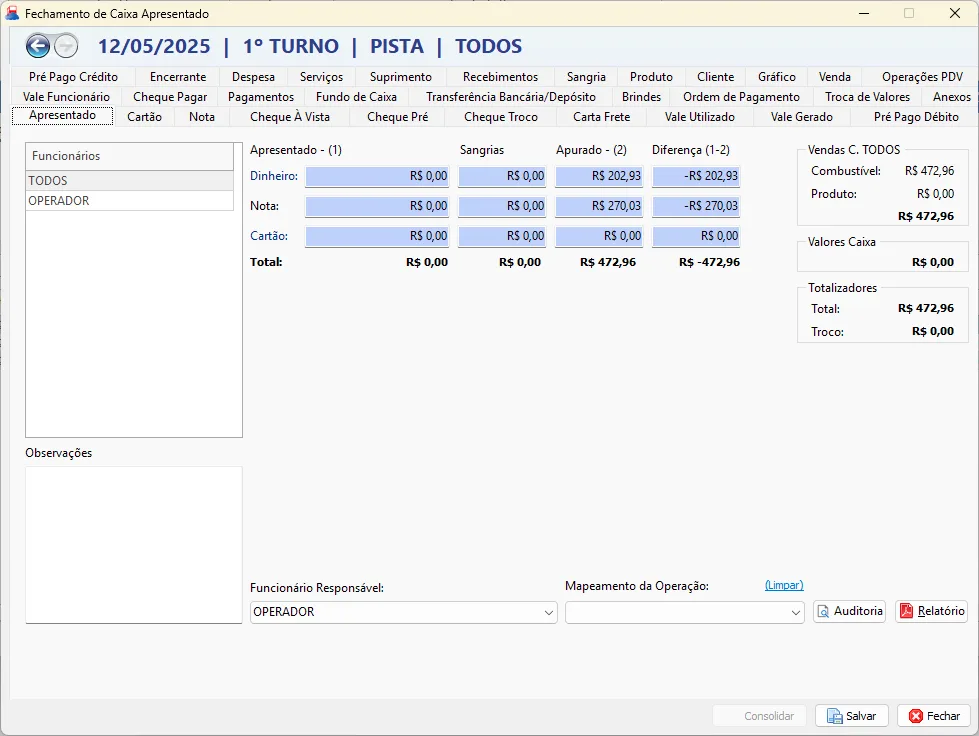 Fechamento de Caixa Apresentado
12/05/2025 | 1º TURNO | PISTA | TODOS
Pré Pago Crédito Encerrante Despesa Serviços Suprimento Recebimentos Sangria Produto Cliente Gráfico Venda Operações PDV
Vale Funcionário Cheque Pagar Pagamentos Fundo de Caixa Transferência Bancária/Depósito Brindes Ordem de Pagamento Troca de Valores Anexos
Apresentado Cartão Nota Cheque À Vista Cheque Pré Cheque Troco Carta Frete Vale Utilizado Vale Gerado Pré Pago Débito
Funcionários
TODOS
OPERADOR
Observações
Apresentado - (1) Sangrias Apurado - (2) Diferença (1-2)
Dinheiro: R$ 0,00 R$ 0,00 R$ 202,93 -R$ 202,93
Nota: R$ 0,00 R$ 0,00 R$ 270,03 -R$ 270,03
Cartão: R$ 0,00 R$ 0,00 R$ 0,00 R$ 0,00
Total: R$ 0,00 R$ 0,00 R$ 472,96 R$ -472,96
Vendas C. TODOS
Combustível: R$ 472,96
Produto: R$ 0,00
R$ 472,96
Valores Caixa
R$ 0,00
Totalizadores
Total: R$ 472,96
Troco: R$ 0,00
Funcionário Responsável: Mapeamento da Operação: (Limpar)
OPERADOR Auditoria Relatório
Consolidar Salvar Fechar